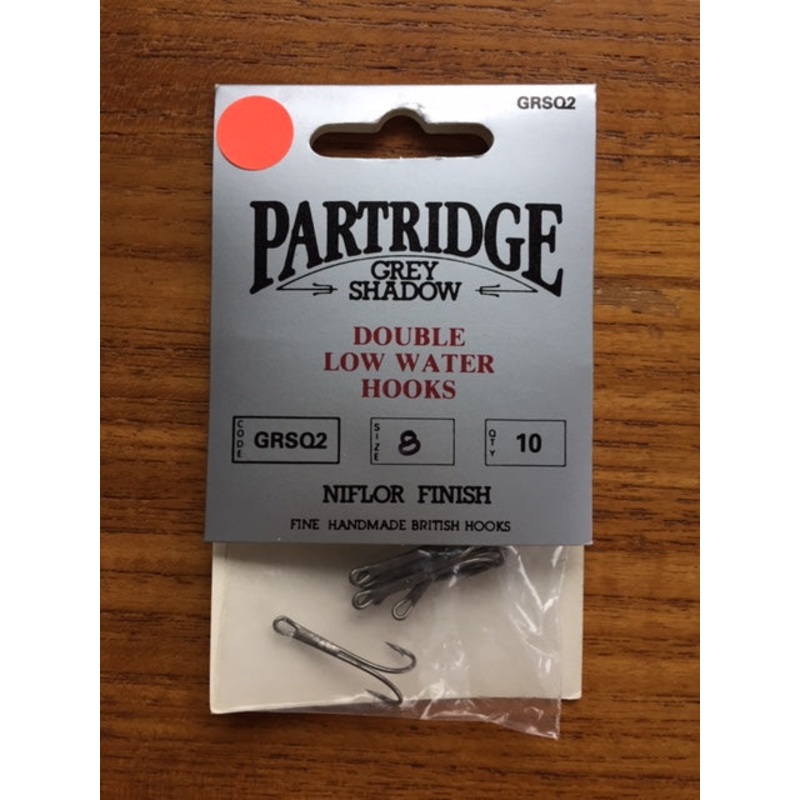 GRSQ2
PARTRIDGE
GREY
SHADOW
DOUBLE
LOW WATER
HOOKS
CODE GRSQ2 SIZE 8 QTY 10
NIFLOR FINISH
FINE HANDMADE BRITISH HOOKS